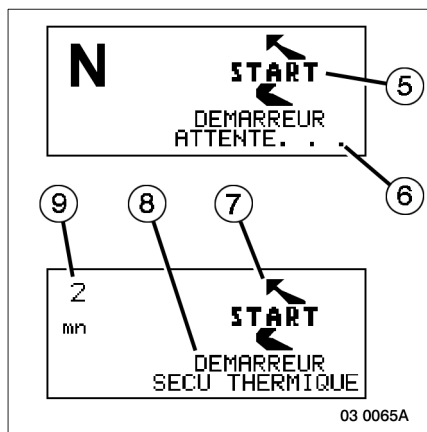 N
START
5
DEMARREUR
ATTENTE. . .
6
9
8
7
2
mn
START
DEMARREUR
SECU THERMIQUE
03 0065A